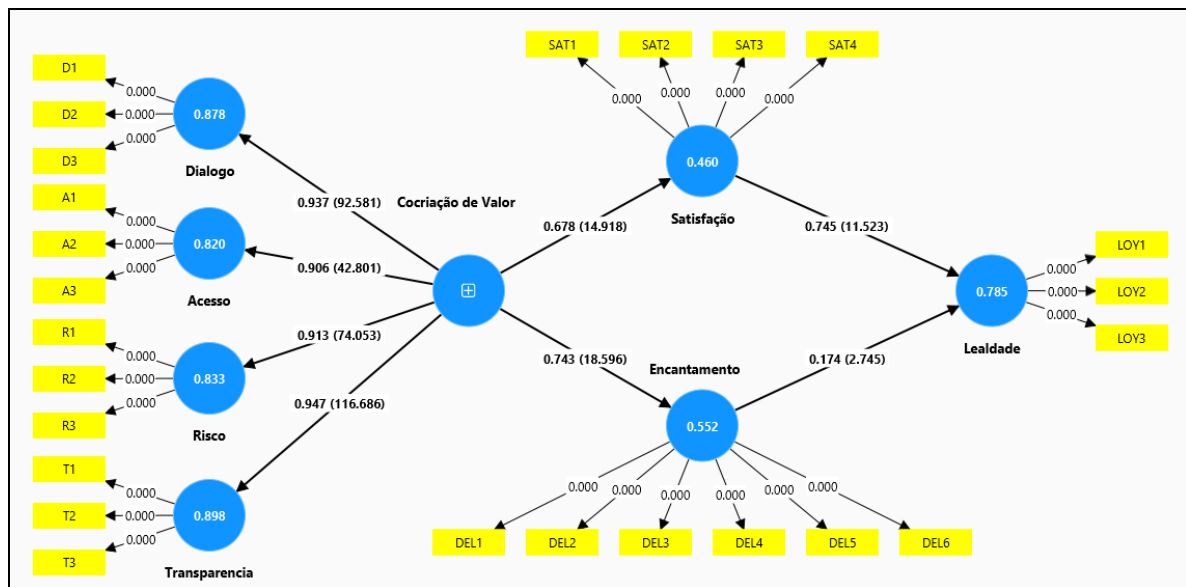 SAT1
SAT2
SAT3
SAT4
D1
D2
D3
0.000
0.000
0.000
0.878
Dialogo
A1
A2
A3
0.000
0.000
0.000
0.820
Acesso
R1
R2
R3
0.000
0.000
0.000
0.833
Risco
T1
T2
T3
0.000
0.000
0.000
0.898
Transparencia
0.937 (92.581)
0.906 (42.801)
0.913 (74.053)
0.947 (116.686)
Cocriação de Valor
0.678 (14.918)
0.743 (18.596)
0.000
0.000
0.000
0.000
0.460
Satisfação
0.745 (11.523)
Encantamento
0.174 (2.745)
0.552
0.000
0.000
0.000
0.000
0.000
0.000
DEL1
DEL2
DEL3
DEL4
DEL5
DEL6
0.785
Lealdade
0.000
0.000
0.000
LOY1
LOY2
LOY3